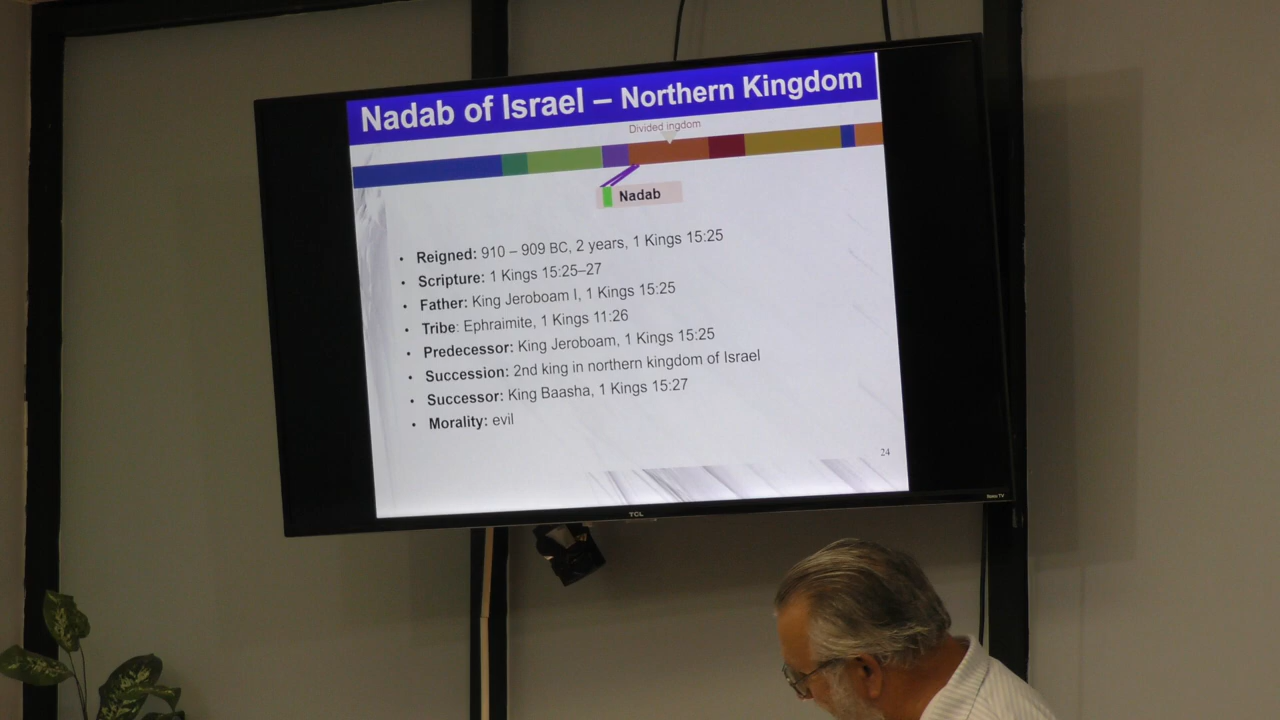 Nadab of Israel – Northern Kingdom
Divided ingdom
Nadab
• Reigned: 910 – 909 BC, 2 years, 1 Kings 15:25
• Scripture: 1 Kings 15:25–27
• Father: King Jeroboam I, 1 Kings 15:25
• Tribe: Ephraimite, 1 Kings 11:26
• Predecessor: King Jeroboam, 1 Kings 15:25
• Succession: 2nd king in northern kingdom of Israel
• Successor: King Baasha, 1 Kings 15:27
• Morality: evil
24
TCL
Roku TV